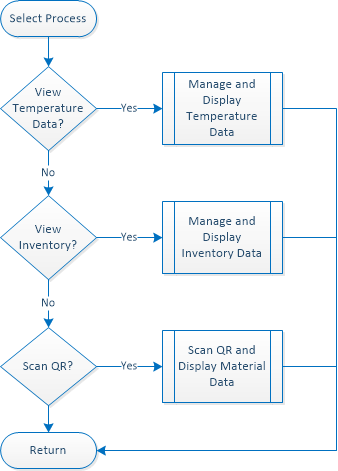 Select Process
View
Temperature
Data?
Yes
Manage and
Display
Temperature
Data
No
View
Inventory?
Yes
Manage and
Display
Inventory Data
No
Scan QR?
Yes
Scan QR and
Display Material
Data
Return